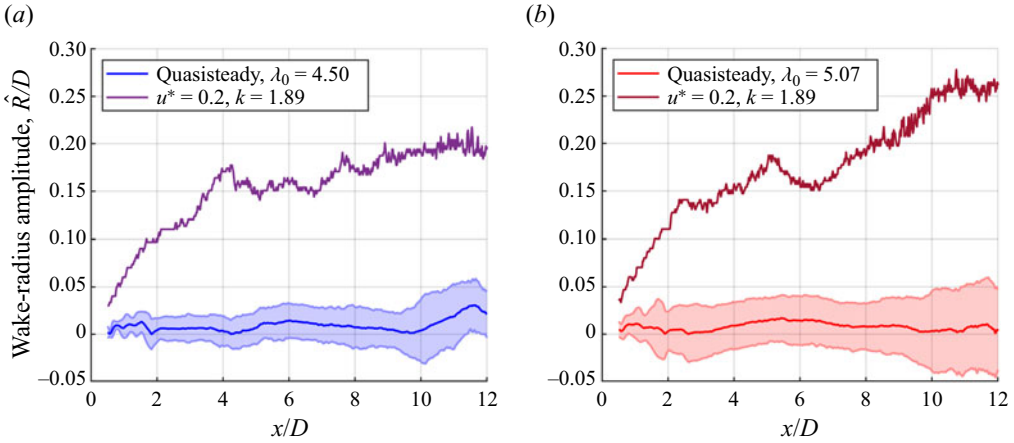 (a)
(b)
0.30
0.25
0.20
0.15
0.10
0.05
0
–0.05
0 2 4 6 8 10 12
x/D
Wake-radius amplitude, R̂/D
Quasisteady, λ0 = 4.50
u* = 0.2, k = 1.89
0.30
0.25
0.20
0.15
0.10
0.05
0
–0.05
0 2 4 6 8 10 12
x/D
Quasisteady, λ0 = 5.07
u* = 0.2, k = 1.89